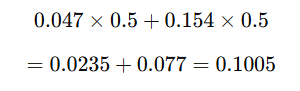 0.047 × 0.5 + 0.154 × 0.5
= 0.0235 + 0.077 = 0.1005